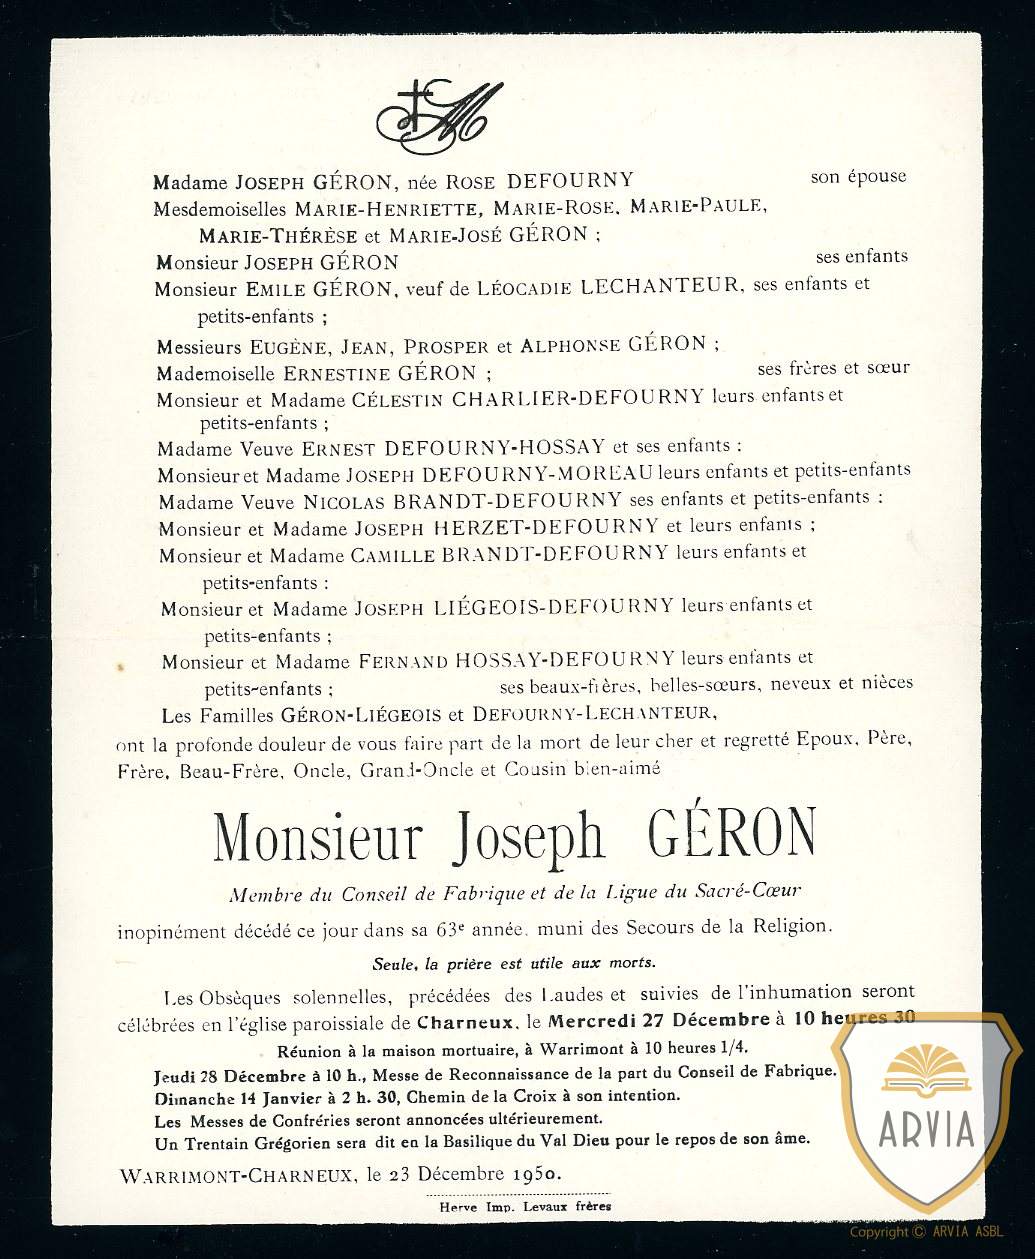 Madame JOSEPH GÉRON, née ROSE DEFOURNY son épouse
Mesdemoiselles MARIE-HENRIETTE, MARIE-ROSE, MARIE-PAULE,
MARIE-THÉRÈSE et MARIE-JOSÉ GÉRON ;
Monsieur JOSEPH GÉRON ses enfants
Monsieur EMILE GÉRON, veuf de LÉOCADIE LECHANTEUR, ses enfants et
petits-enfants ;
Messieurs EUGÈNE, JEAN, PROSPER et ALPHONSE GÉRON ;
Mademoiselle ERNESTINE GÉRON ; ses frères et sœur
Monsieur et Madame CÉLESTIN CHARLIER-DEFOURNY leurs enfants et
petits-enfants ;
Madame Veuve ERNEST DEFOURNY-HOSSAY et ses enfants :
Monsieur et Madame JOSEPH DEFOURNY-MOREAU leurs enfants et petits-enfants
Madame Veuve NICOLAS BRANDT-DEFOURNY ses enfants et petits-enfants :
Monsieur et Madame JOSEPH HERZET-DEFOURNY et leurs enfants ;
Monsieur et Madame CAMILLE BRANDT-DEFOURNY leurs enfants et
petits-enfants :
Monsieur et Madame JOSEPH LIÉGEOIS-DEFOURNY leurs enfants et
petits-enfants ;
Monsieur et Madame FERNAND HOSSAY-DEFOURNY leurs enfants et
petits-enfants ; ses beaux-frères, belles-sœurs, neveux et nièces
Les Familles GÉRON-LIÉGEOIS et DEFOURNY-LECHANTEUR,
ont la profonde douleur de vous faire part de la mort de leur cher et regretté Epoux, Père,
Frère, Beau-Frère, Oncle, Grand-Oncle et Cousin bien-aimé
Monsieur Joseph GÉRON
Membre du Conseil de Fabrique et de la Ligue du Sacré-Cœur
inopinément décédé ce jour dans sa 63e année, muni des Secours de la Religion.
Seule, la prière est utile aux morts.
Les Obsèques solennelles, précédées des Laudes et suivies de l'inhumation seront
célébrées en l'église paroissiale de Charneux, le Mercredi 27 Décembre à 10 heures 30
Réunion à la maison mortuaire, à Warrimont à 10 heures 1/4.
Jeudi 28 Décembre à 10 h., Messe de Reconnaissance de la part du Conseil de Fabrique.
Dimanche 14 Janvier à 2 h. 30, Chemin de la Croix à son intention.
Les Messes de Confréries seront annoncées ultérieurement.
Un Trentain Grégorien sera dit en la Basilique du Val Dieu pour le repos de son âme.
WARRIMONT-CHARNEUX, le 23 Décembre 1950.
Herve Imp. Levaux frères
ARVIA
Copyright © ARVIA ASBL